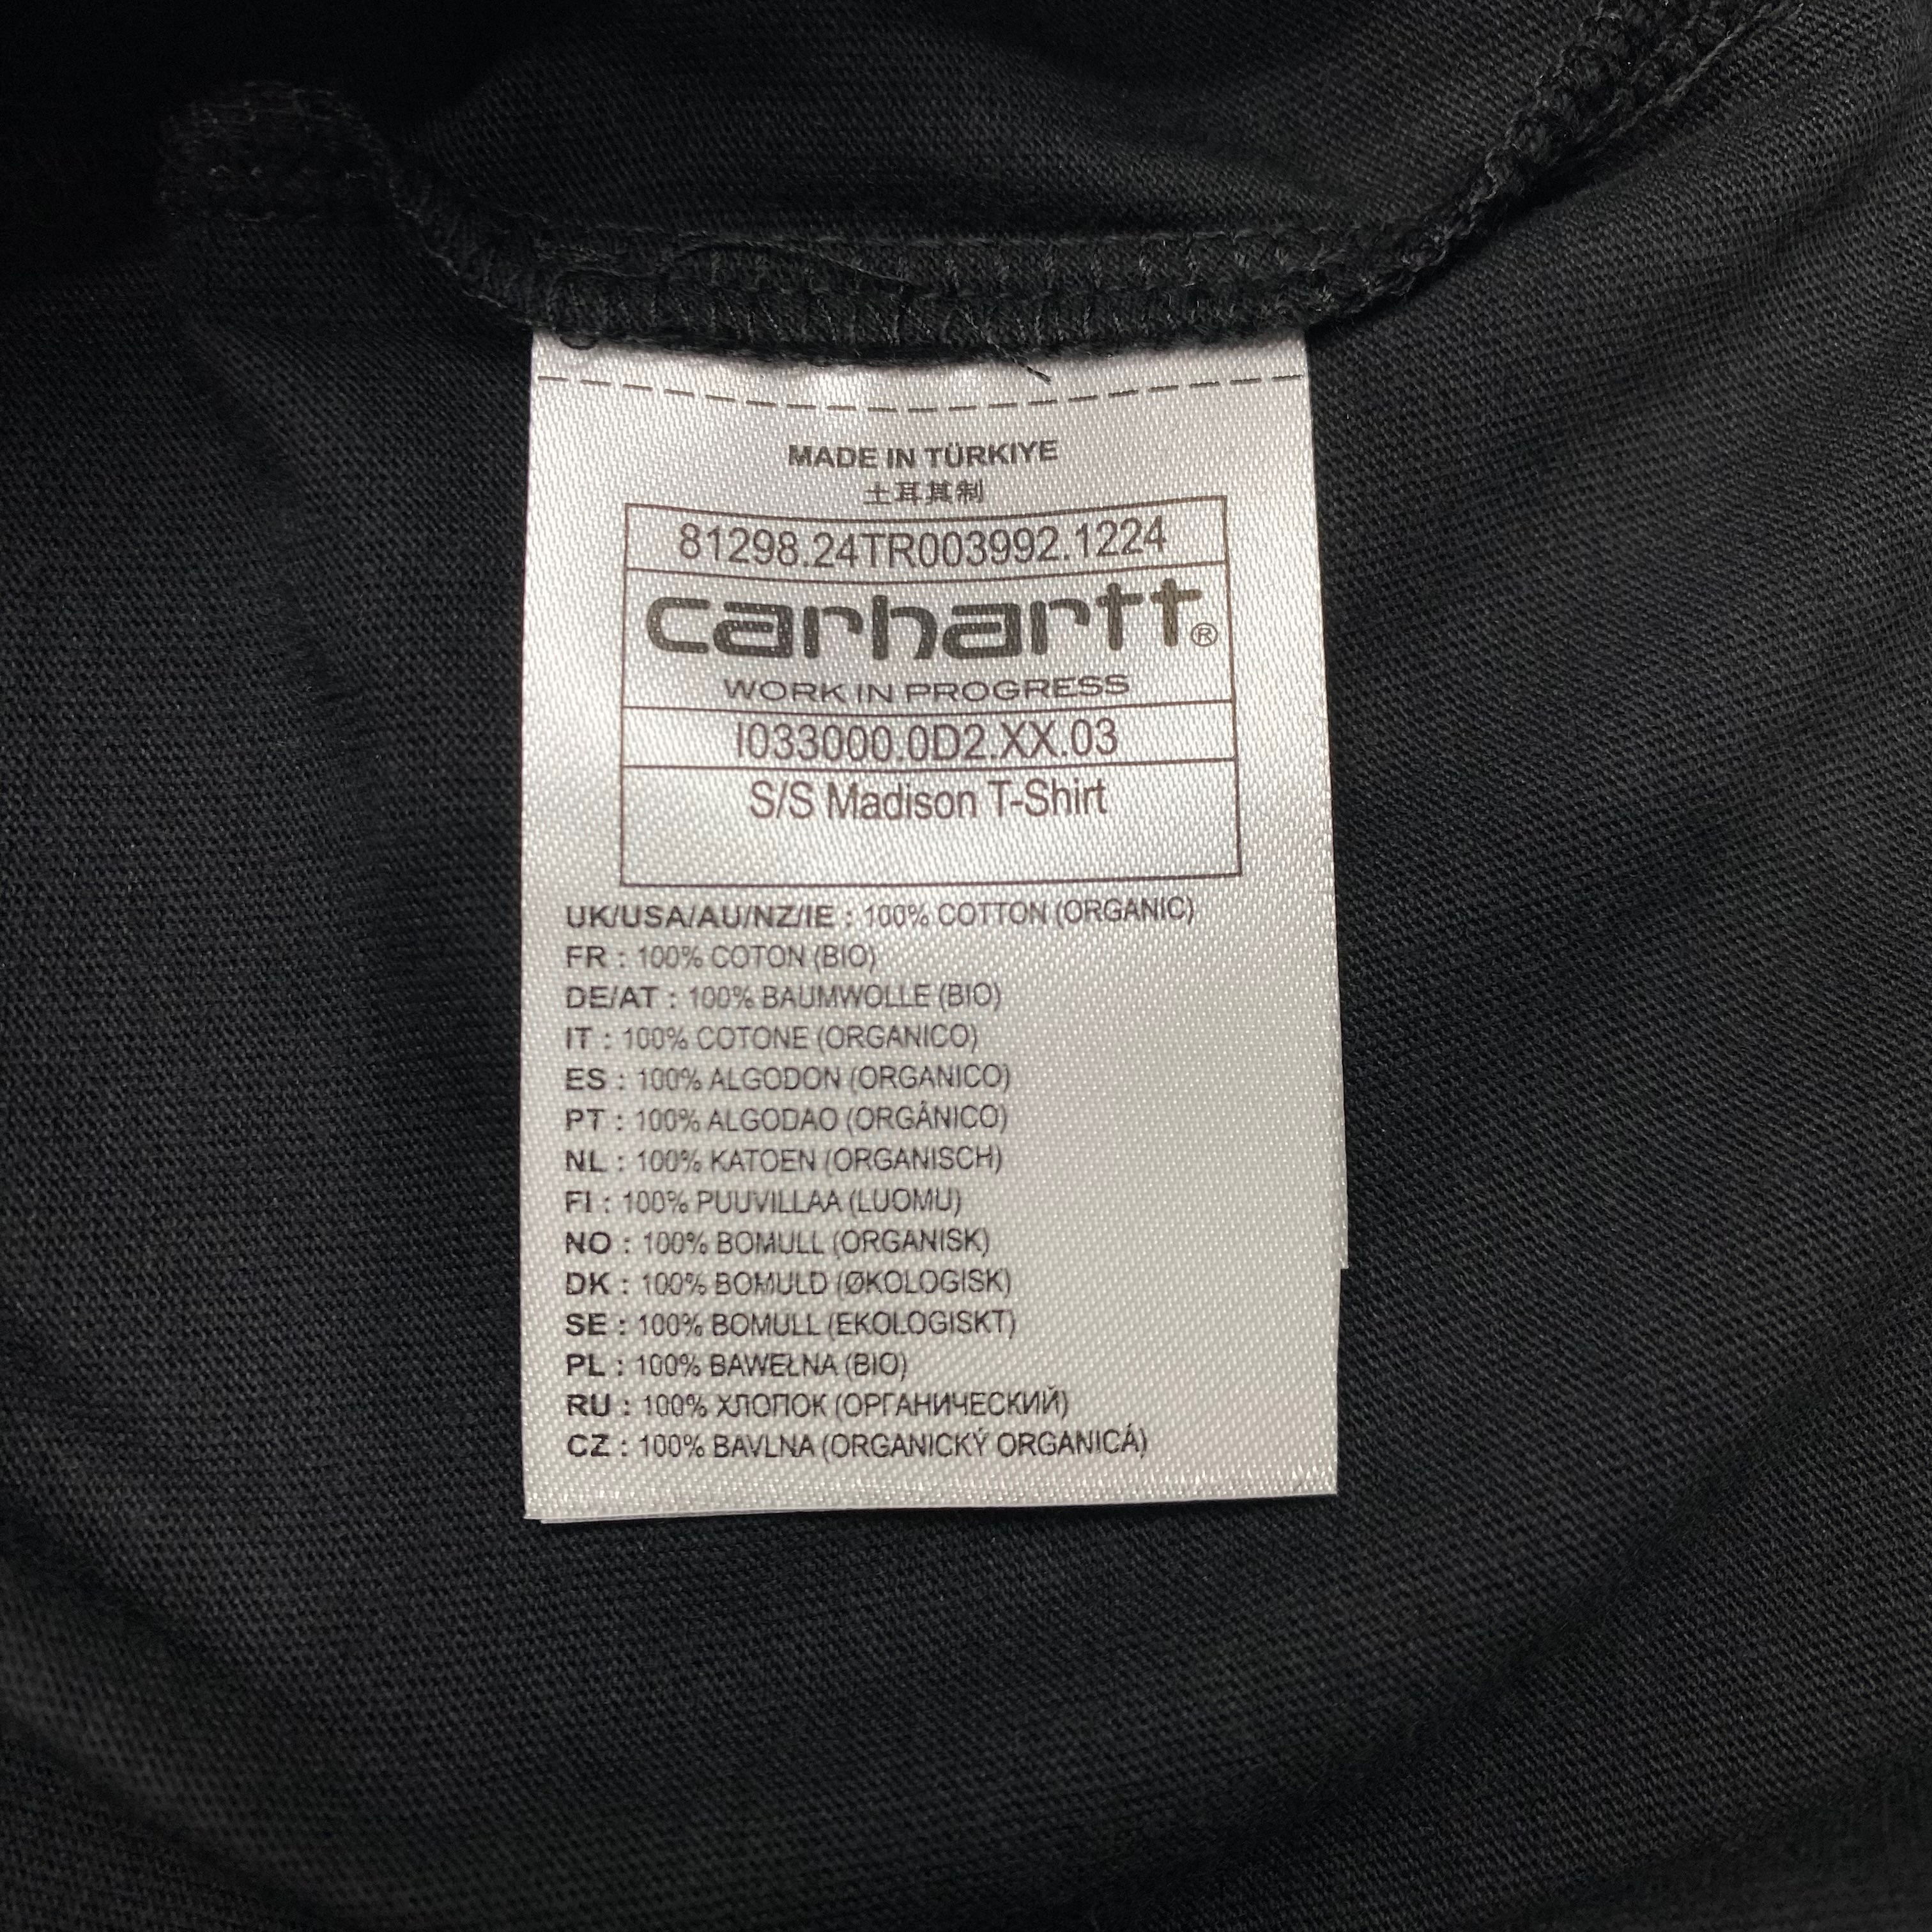 MADE IN TÜRKIYE
土耳其制
81298.24TR003992.1224
carhartt®
WORK IN PROGRESS
I033000.0D2.XX.03
S/S Madison T-Shirt
UK/USA/AU/NZ/IE : 100% COTTON (ORGANIC)
FR : 100% COTON (BIO)
DE/AT : 100% BAUMWOLLE (BIO)
IT : 100% COTONE (ORGANICO)
ES : 100% ALGODON (ORGANICO)
PT : 100% ALGODAO (ORGÂNICO)
NL : 100% KATOEN (ORGANISCH)
FI : 100% PUUVILLAA (LUOMU)
NO : 100% BOMULL (ORGANISK)
DK : 100% BOMULD (ØKOLOGISK)
SE : 100% BOMULL (EKOLOGISKT)
PL : 100% BAWEŁNA (BIO)
RU : 100% ХЛОПОК (ОРГАНИЧЕСКИЙ)
CZ : 100% BAVLNA (ORGANICKÝ ORGANICÁ)